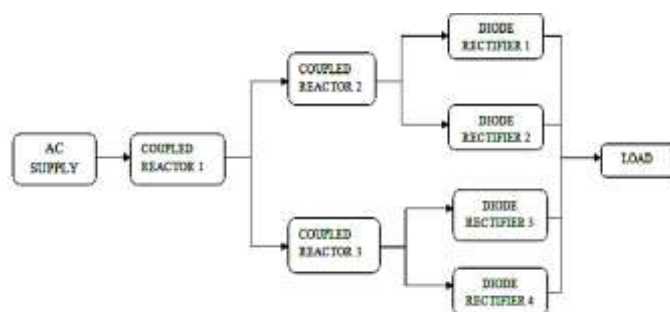 AC
SUPPLY
COUPLED
REACTOR 1
COUPLED
REACTOR 2
COUPLED
REACTOR 3
DIODE
RECTIFIER 1
DIODE
RECTIFIER 2
DIODE
RECTIFIER 3
DIODE
RECTIFIER 4
LOAD